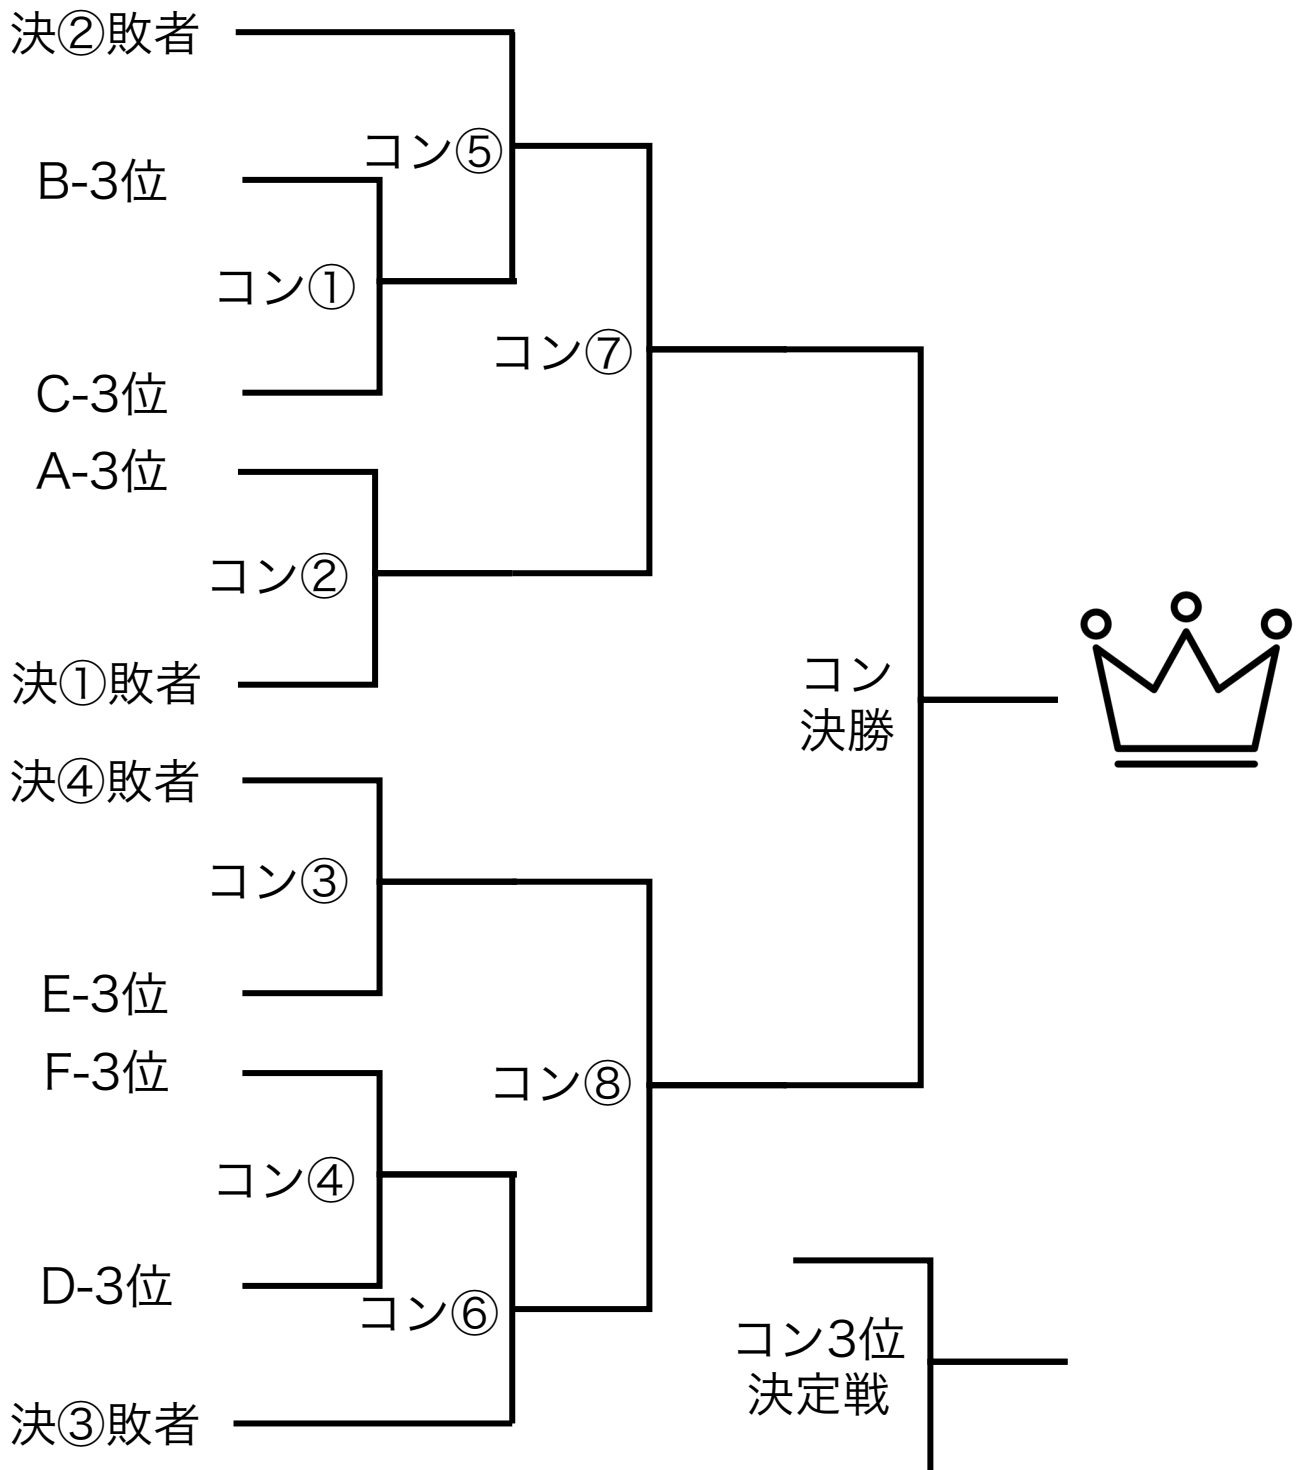 決②敗者
コン⑤
B-3位
コン①
コン⑦
C-3位
A-3位
コン②
決①敗者
コン
決勝
決④敗者
コン③
E-3位
F-3位
コン⑧
コン④
D-3位
コン⑥
コン3位
決定戦
決③敗者